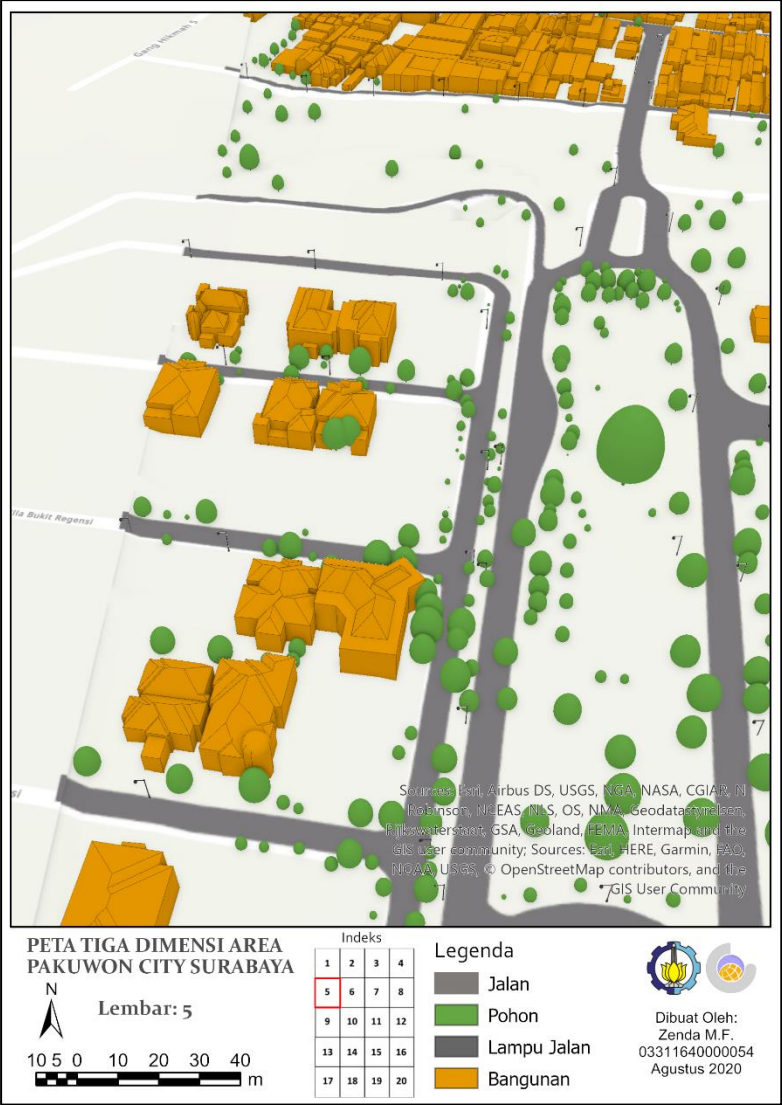 Gang Hikmah 5
lla Bukit Regensi
si
Sources: Esri, Airbus DS, USGS, NGA, NASA, CGIAR, N
Robinson, NCEAS, NLS, OS, NMA, Geodatastyrelsen,
Rijkswaterstaat, GSA, Geoland, FEMA, Intermap and the
GIS user community; Sources: Esri, HERE, Garmin, FAO,
NOAA, USGS, © OpenStreetMap contributors, and the
GIS User Community
PETA TIGA DIMENSI AREA
PAKUWON CITY SURABAYA
N
Lembar: 5
10 5 0 10 20 30 40
m
Indeks
1 2 3 4
5 6 7 8
9 10 11 12
13 14 15 16
17 18 19 20
Legenda
Jalan
Pohon
Lampu Jalan
Bangunan
Dibuat Oleh:
Zenda M.F.
03311640000054
Agustus 2020